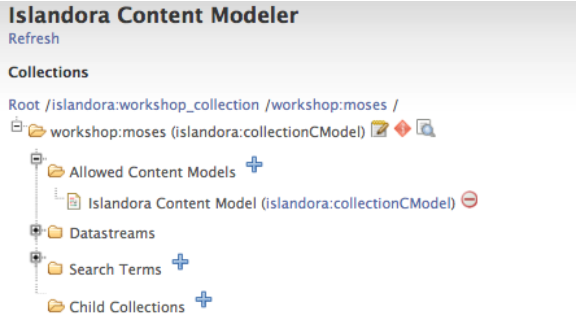 Islandora Content Modeler
Refresh
Collections
Root /islandora:workshop_collection /workshop:moses /
workshop:moses (islandora:collectionCModel)
Allowed Content Models
Islandora Content Model (islandora:collectionCModel)
Datastreams
Search Terms
Child Collections